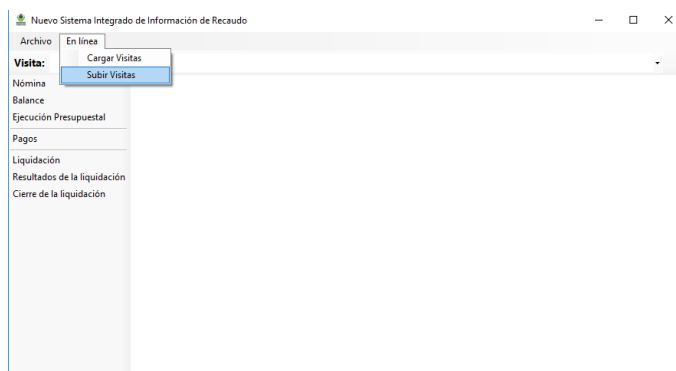 Nuevo Sistema Integrado de Información de Recaudo
Archivo En línea
Cargar Visitas
Subir Visitas
Visita:
Nómina
Balance
Ejecución Presupuestal
Pagos
Liquidación
Resultados de la liquidación
Cierre de la liquidación